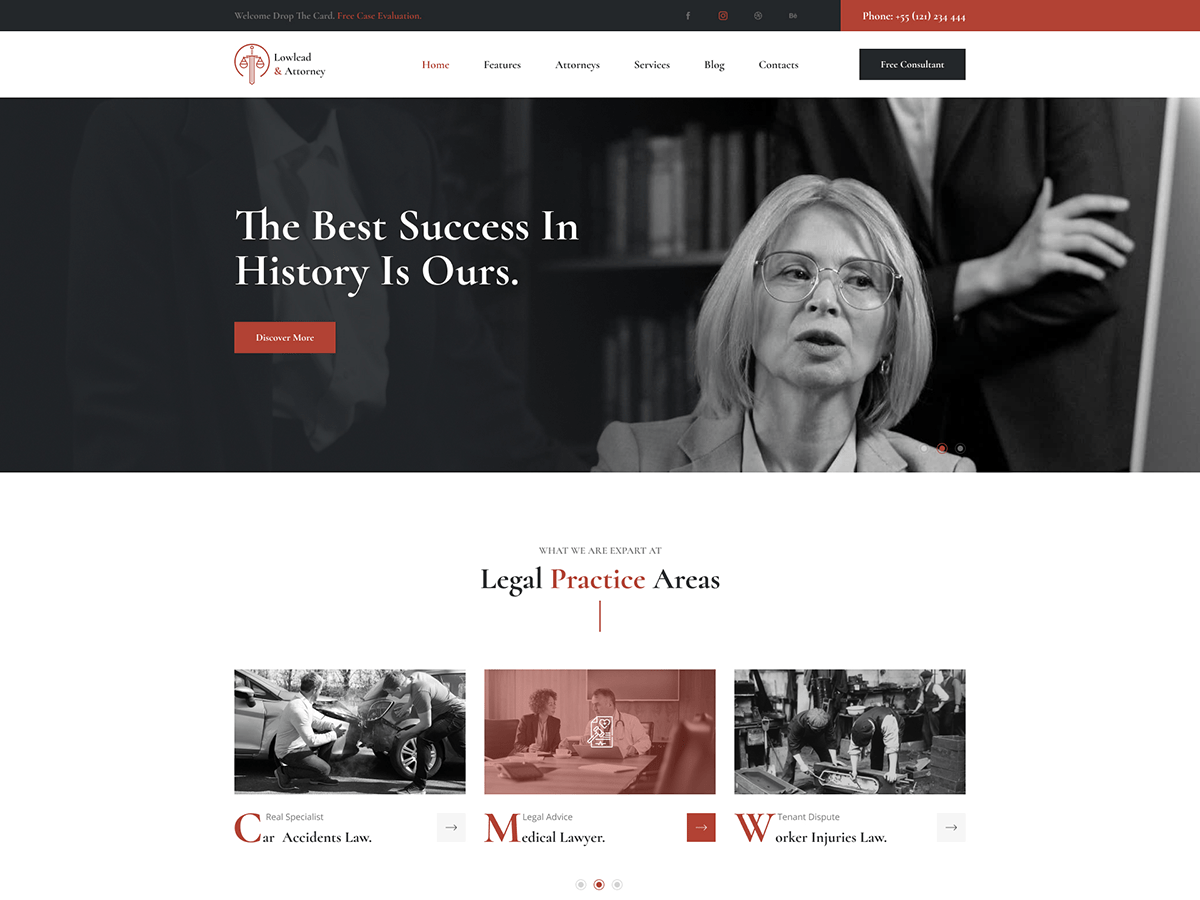 Welcome Drop The Card. Free Case Evaluation.
Bē
Phone: +55 (121) 234 444
Lowlead
& Attorney
Home
Features
Attorneys
Services
Blog
Contacts
Free Consultant
The Best Success In
History Is Ours.
Discover More
WHAT WE ARE EXPART AT
Legal Practice Areas
Real Specialist
Car Accidents Law.
Legal Advice
Medical Lawyer.
Tenant Dispute
Worker Injuries Law.